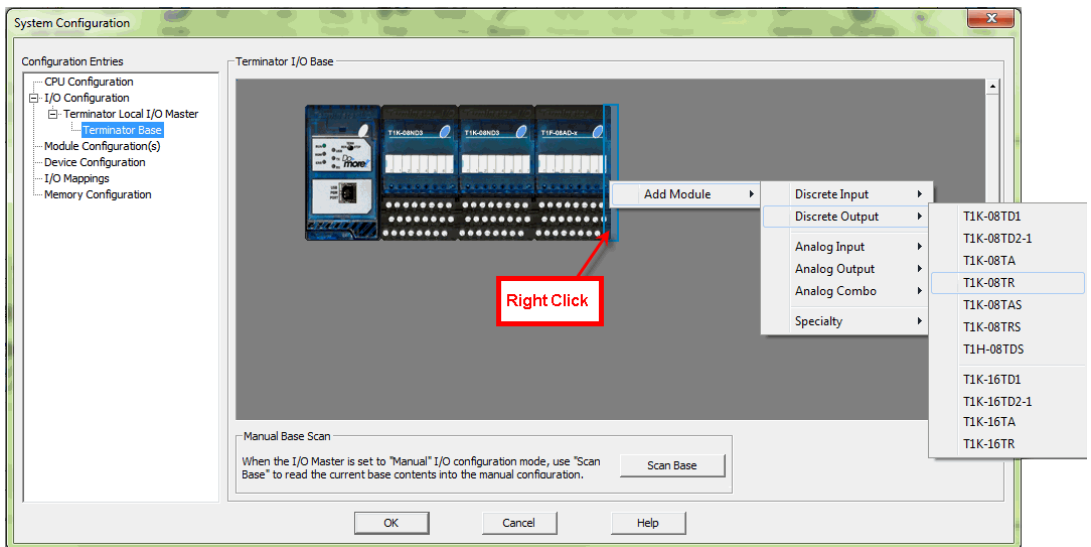 System Configuration
Configuration Entries
CPU Configuration
I/O Configuration
Terminator Local I/O Master
Terminator Base
Module Configuration(s)
Device Configuration
I/O Mappings
Memory Configuration
Terminator I/O Base
Do-more
T1K-08ND3
T1K-08ND3
T1F-08AD-x
Add Module
Discrete Input
Discrete Output
Analog Input
Analog Output
Analog Combo
Specialty
T1K-08TD1
T1K-08TD2-1
T1K-08TA
T1K-08TR
T1K-08TAS
T1K-08TRS
T1H-08TDS
T1K-16TD1
T1K-16TD2-1
T1K-16TA
T1K-16TR
Right Click
Manual Base Scan
When the I/O Master is set to "Manual" I/O configuration mode, use "Scan
Base" to read the current base contents into the manual configuration.
Scan Base
OK
Cancel
Help